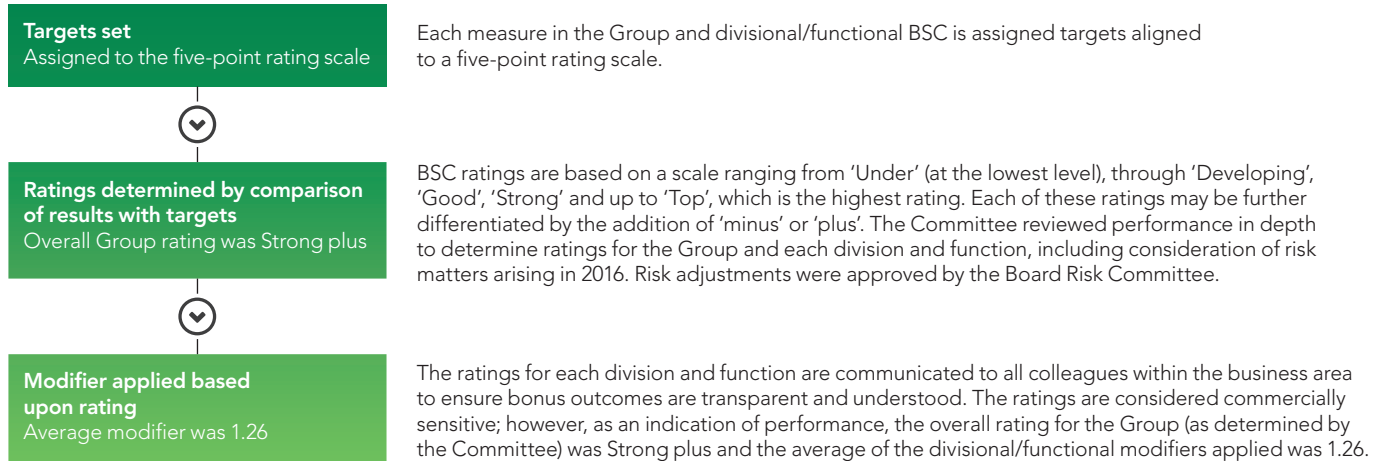 Targets set
Assigned to the five-point rating scale
Each measure in the Group and divisional/functional BSC is assigned targets aligned
to a five-point rating scale.
Ratings determined by comparison
of results with targets
Overall Group rating was Strong plus
BSC ratings are based on a scale ranging from ‘Under’ (at the lowest level), through ‘Developing’,
‘Good’, ‘Strong’ and up to ‘Top’, which is the highest rating. Each of these ratings may be further
differentiated by the addition of ‘minus’ or ‘plus’. The Committee reviewed performance in depth
to determine ratings for the Group and each division and function, including consideration of risk
matters arising in 2016. Risk adjustments were approved by the Board Risk Committee.
Modifier applied based
upon rating
Average modifier was 1.26
The ratings for each division and function are communicated to all colleagues within the business area
to ensure bonus outcomes are transparent and understood. The ratings are considered commercially
sensitive; however, as an indication of performance, the overall rating for the Group (as determined by
the Committee) was Strong plus and the average of the divisional/functional modifiers applied was 1.26.